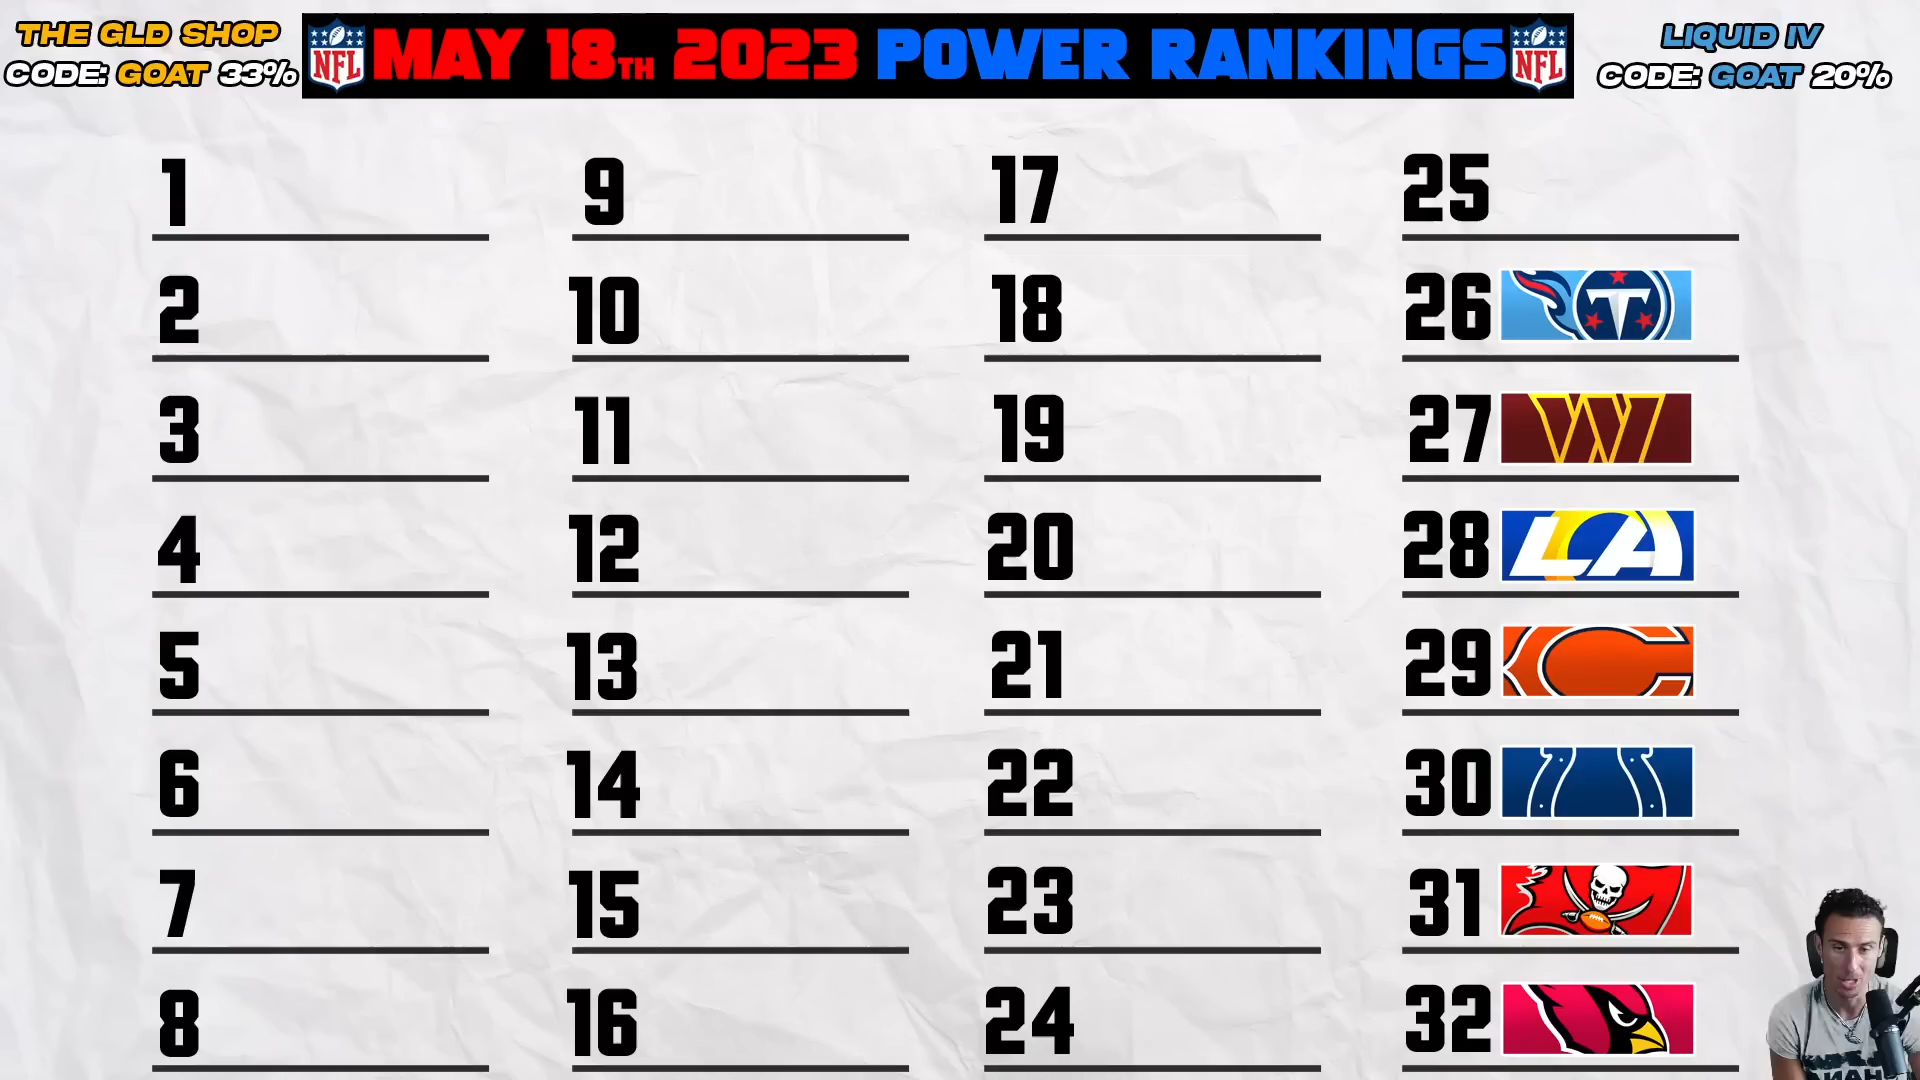 THE GLD SHOP
CODE: GOAT 33%
NFL
MAY 18TH 2023 POWER RANKINGS
NFL
LIQUID IV
CODE: GOAT 20%
1
2
3
4
5
6
7
8
9
10
11
12
13
14
15
16
17
18
19
20
21
22
23
24
25
26 T
27 W
28 LA
29 C
30
31
32